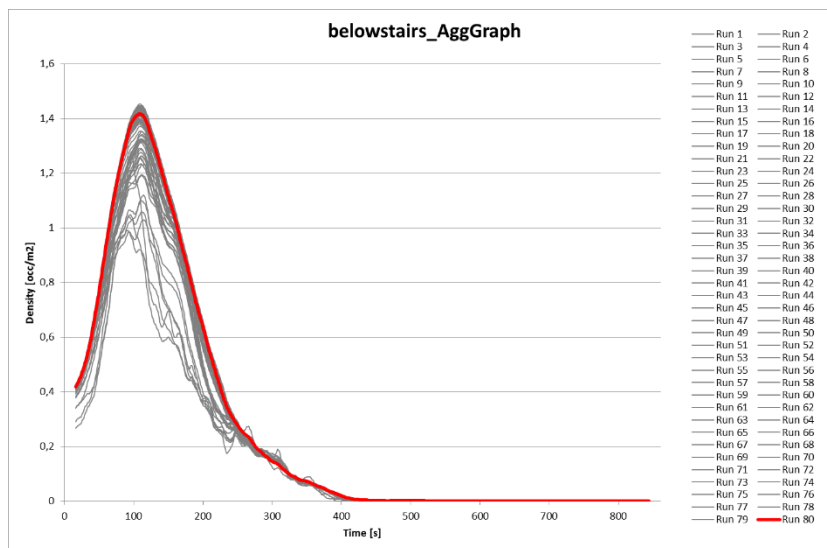 belowstairs_AggGraph
1,6
1,4
1,2
1
0,8
0,6
0,4
0,2
0
Density [occ/m2]
0 100 200 300 400 500 600 700 800
Time [s]
Run 1 Run 2
Run 3 Run 4
Run 5 Run 6
Run 7 Run 8
Run 9 Run 10
Run 11 Run 12
Run 13 Run 14
Run 15 Run 16
Run 17 Run 18
Run 19 Run 20
Run 21 Run 22
Run 23 Run 24
Run 25 Run 26
Run 27 Run 28
Run 29 Run 30
Run 31 Run 32
Run 33 Run 34
Run 35 Run 36
Run 37 Run 38
Run 39 Run 40
Run 41 Run 42
Run 43 Run 44
Run 45 Run 46
Run 47 Run 48
Run 49 Run 50
Run 51 Run 52
Run 53 Run 54
Run 55 Run 56
Run 57 Run 58
Run 59 Run 60
Run 61 Run 62
Run 63 Run 64
Run 65 Run 66
Run 67 Run 68
Run 69 Run 70
Run 71 Run 72
Run 73 Run 74
Run 75 Run 76
Run 77 Run 78
Run 79 Run 80